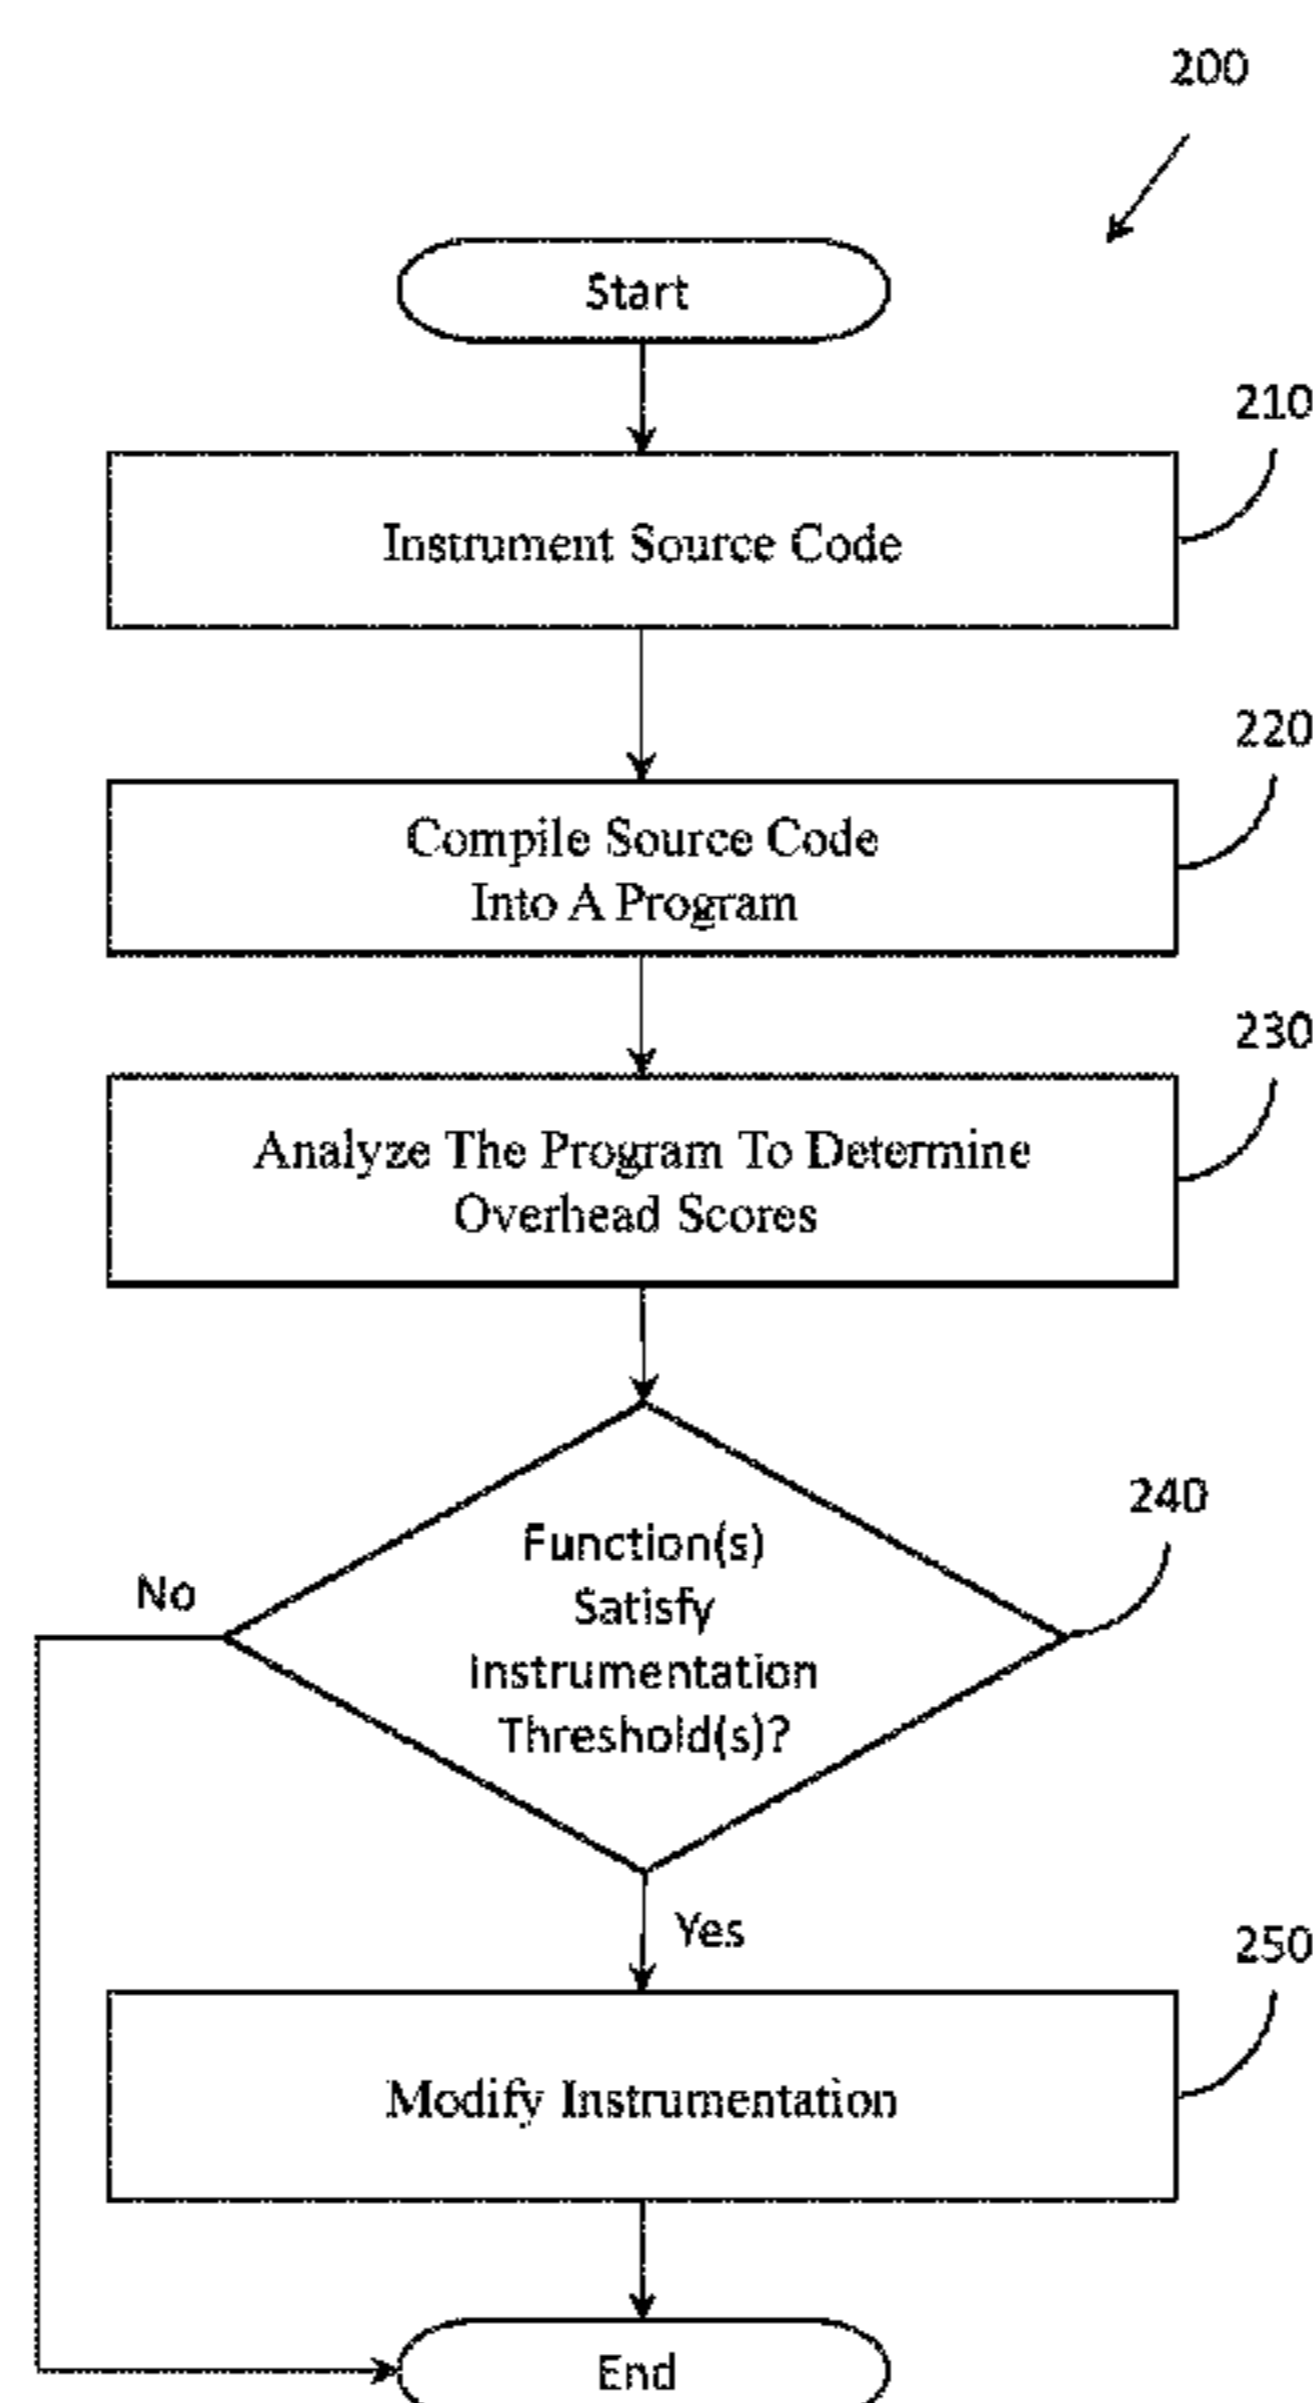 200
Start
210
Instrument Source Code
220
Compile Source Code
Into A Program
230
Analyze The Program To Determine
Overhead Scores
240
Function(s)
Satisfy
Instrumentation
Threshold(s)?
No
Yes
250
Modify Instrumentation
End